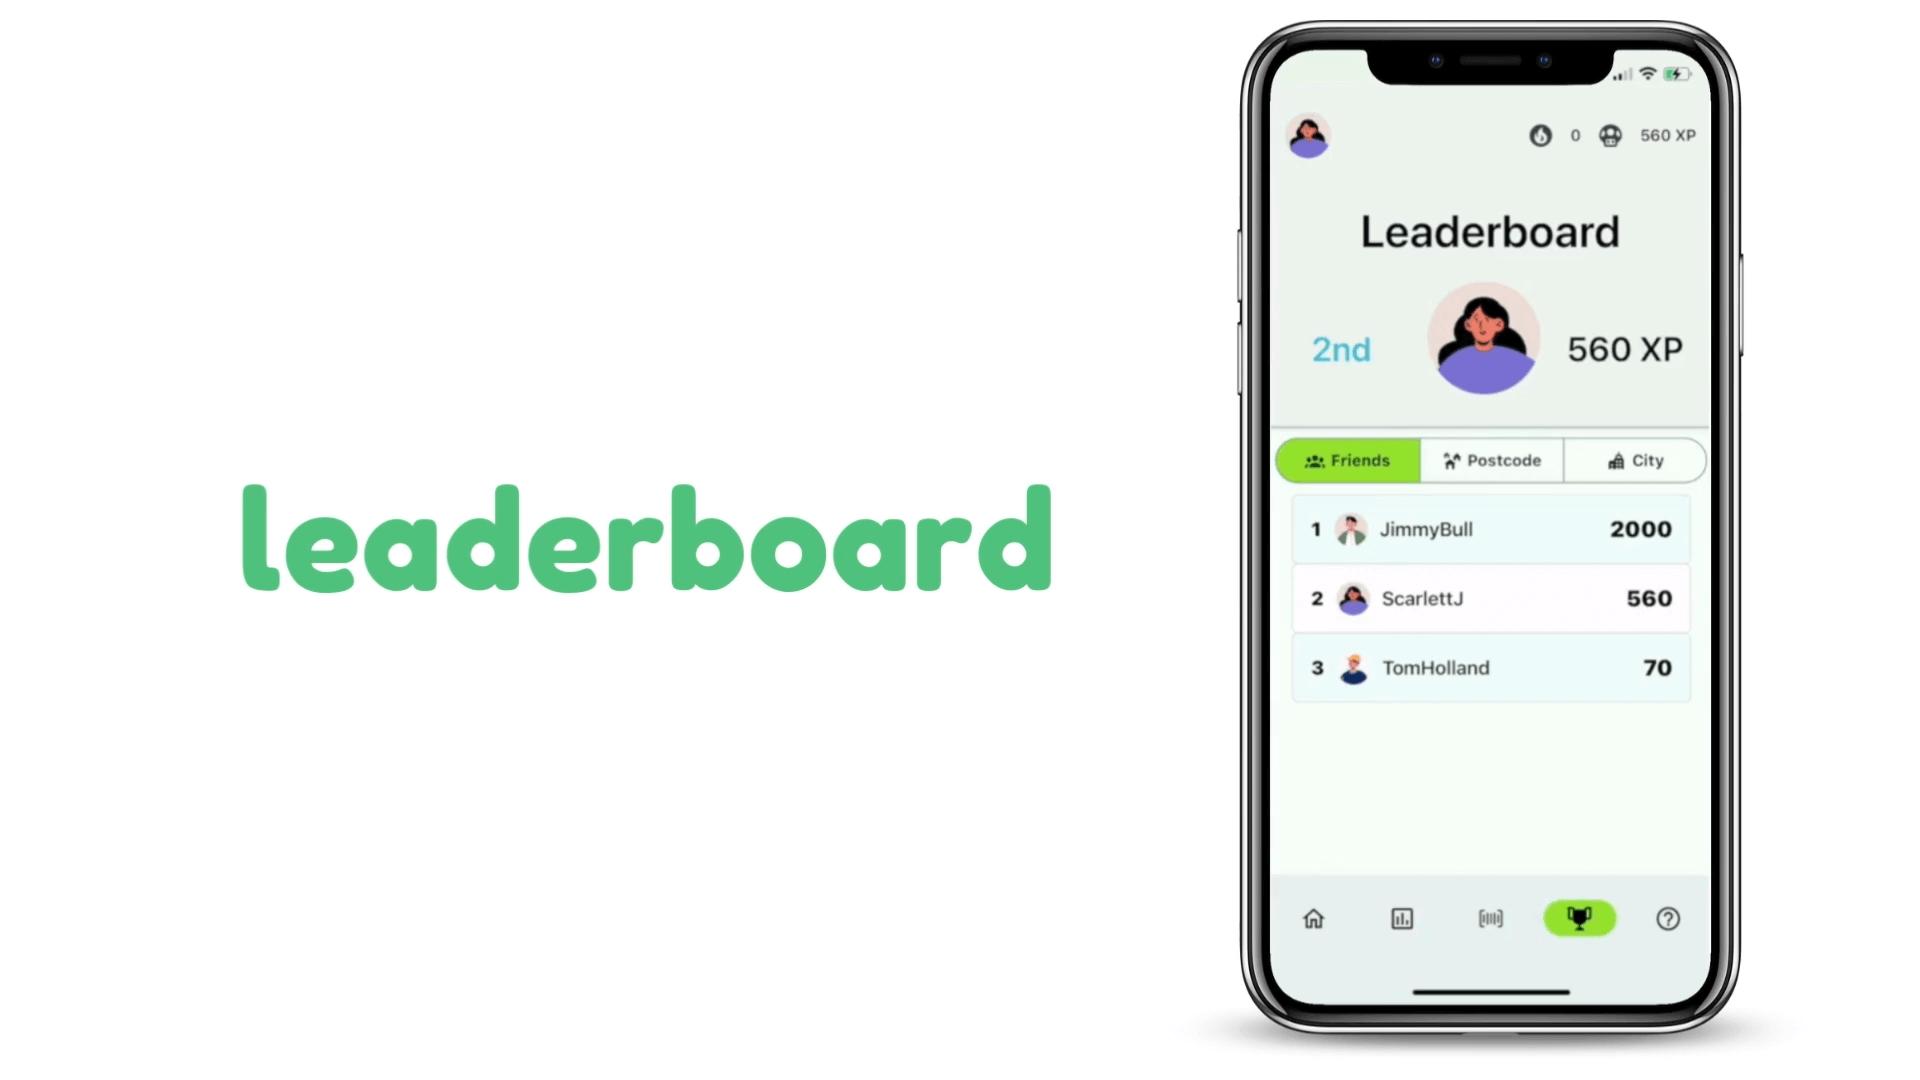 leaderboard
0 560 XP
Leaderboard
2nd 560 XP
Friends Postcode City
1 JimmyBull 2000
2 ScarlettJ 560
3 TomHolland 70